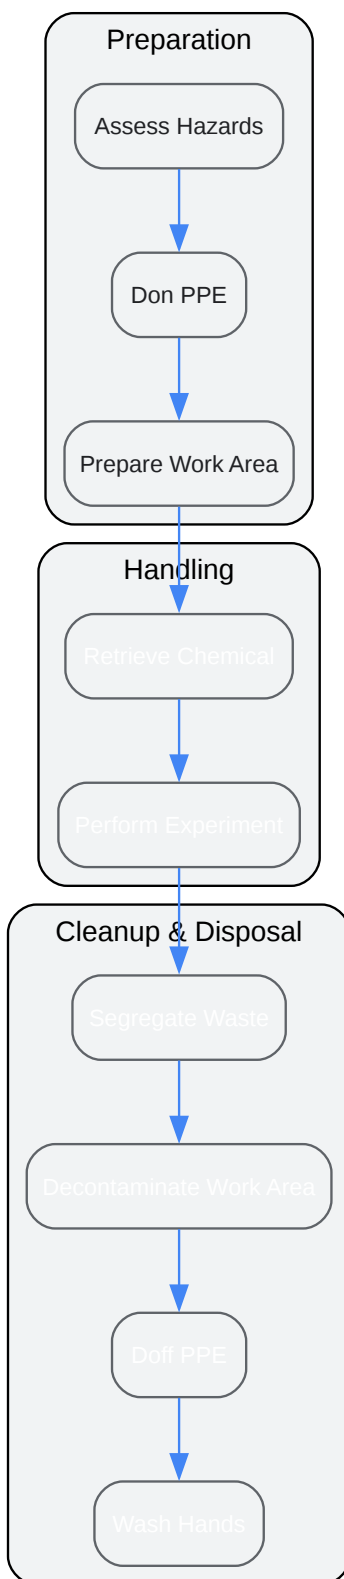 Preparation
Assess Hazards
Don PPE
Prepare Work Area
Handling
Retrieve Chemical
Perform Experiment
Cleanup & Disposal
Segregate Waste
Decontaminate Work Area
Doff PPE
Wash Hands